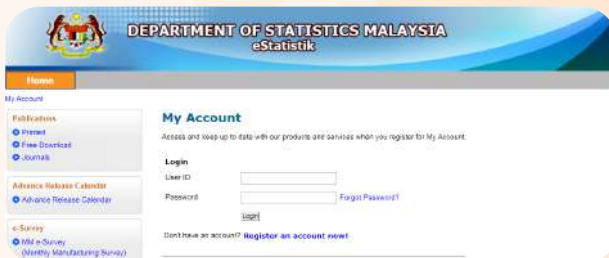 DEPARTMENT OF STATISTICS MALAYSIA
eStatistik
Home
My Account
Publications
Printed
Free Download
Journals
Advance Release Calendar
Advance Release Calendar
e-Survey
MM e-Survey
(Monthly Manufacturing Survey)
My Account
Access and keep up to date with our products and services when you register for My Account.
Login
User ID
Password
Forgot Password?
Login
Don't have an account? Register an account now!